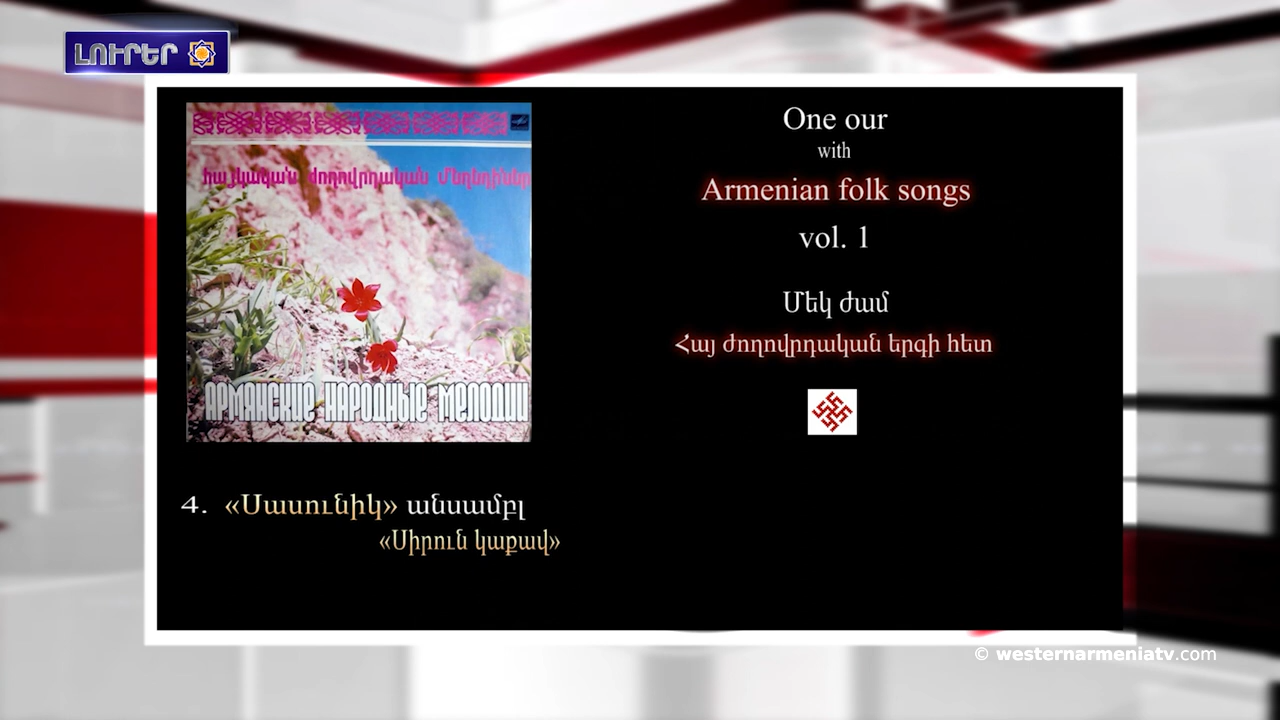 ԼՈՒՐԵՐ
հայկական ժողովրդական մեղեդիներ
АРМЯНСКИЕ НАРОДНЫЕ МЕЛОДИИ
One our
with
Armenian folk songs
vol. 1
Մեկ ժամ
Հայ ժողովրդական երգի հետ
4. «Սասունիկ» անսամբլ
«Սիրուն կաքավ»
© westernarmeniatv.com